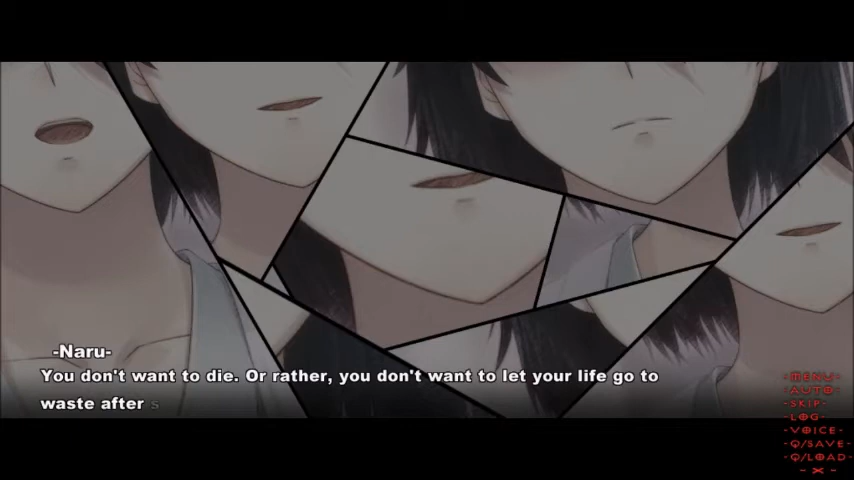 -Naru-
You don't want to die. Or rather, you don't want to let your life go to
waste after s
-MENU-
-AUTO-
-SKIP-
-LOG-
-VOICE-
-Q/SAVE-
-Q/LOAD-
-X-